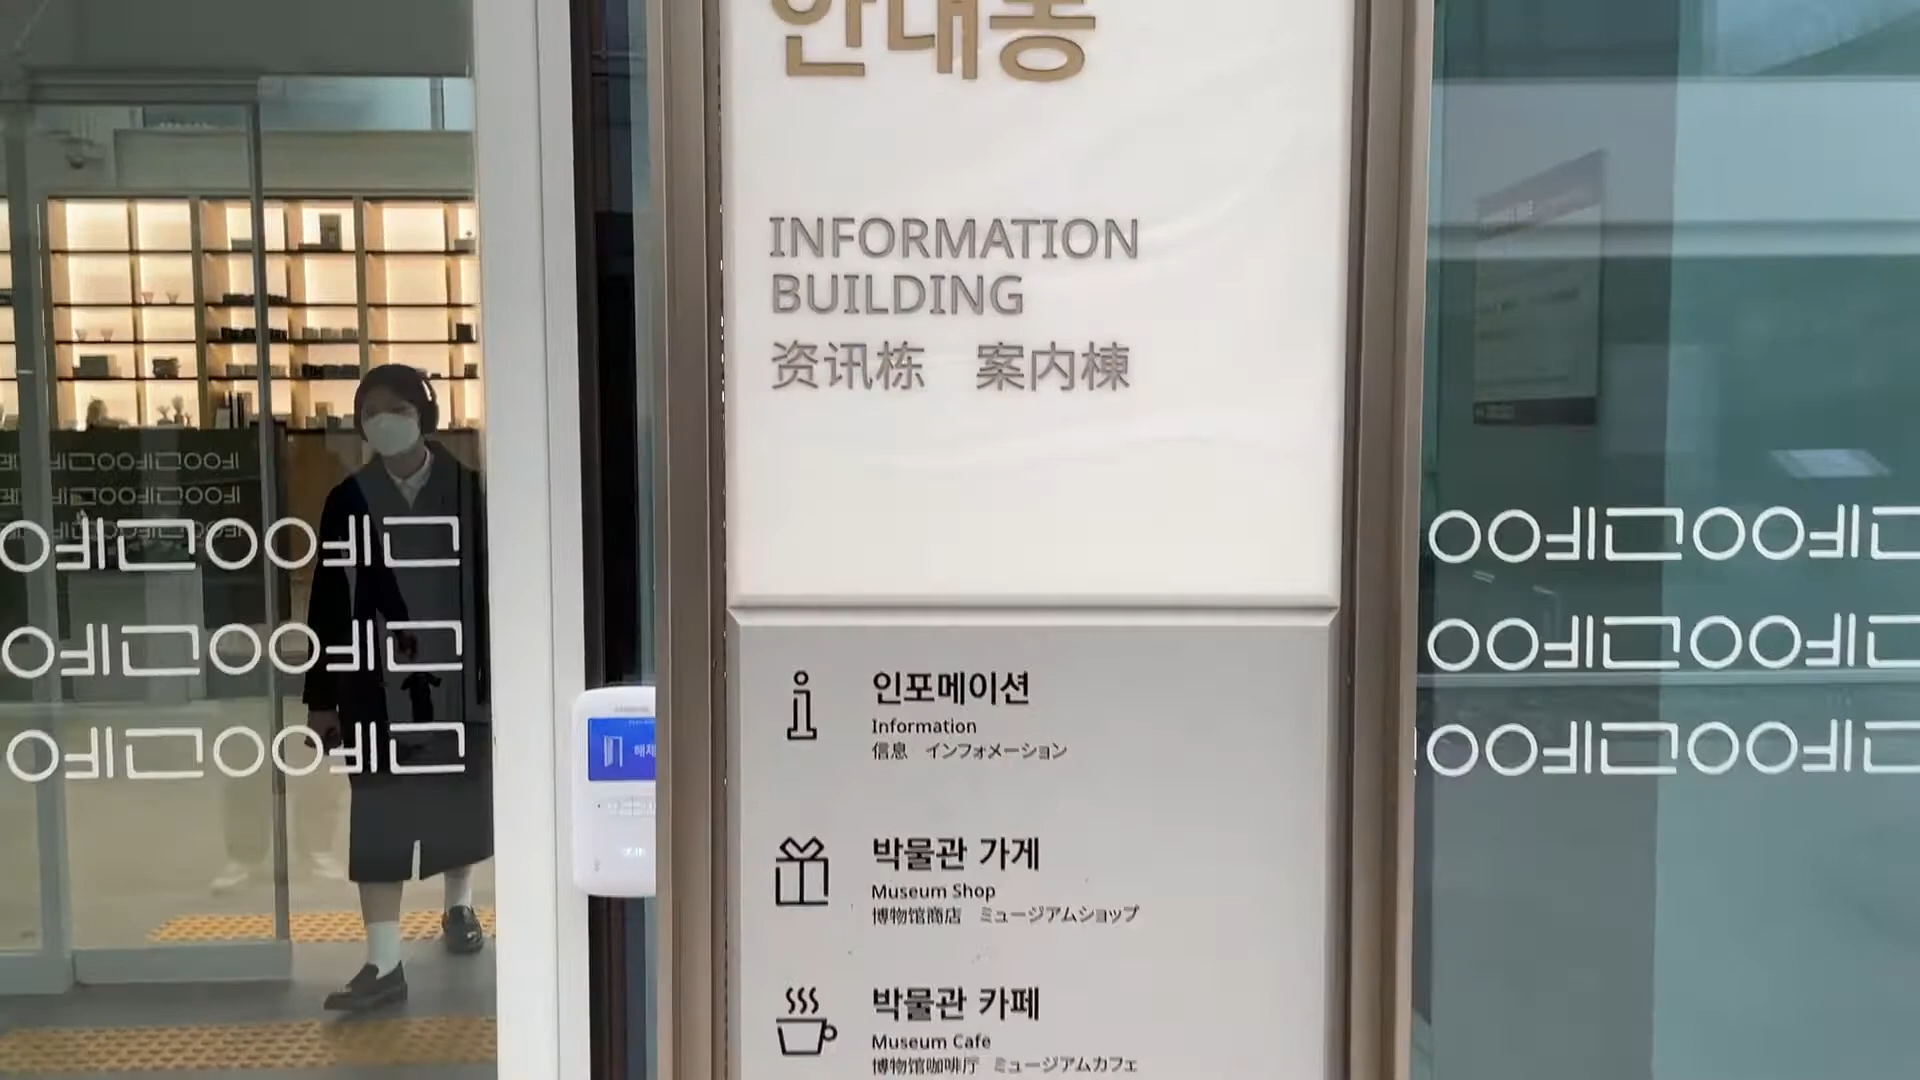 안내동
INFORMATION
BUILDING
资讯栋 案内棟
인포메이션
Information
信息 インフォメーション
박물관 가게
Museum Shop
博物馆商店 ミュージアムショップ
박물관 카페
Museum Cafe
博物馆咖啡厅 ミュージアムカフェ